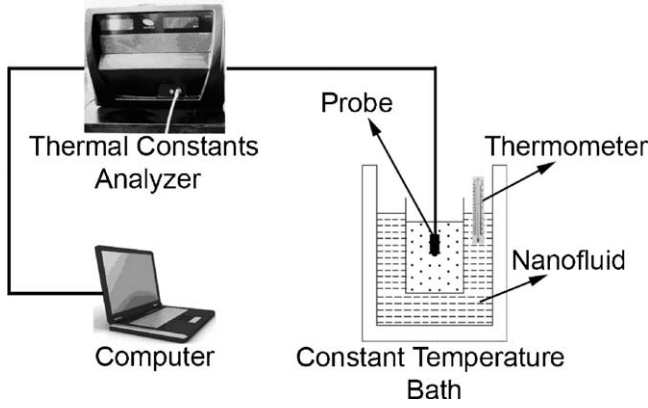 Probe
Thermometer
Thermal Constants
Analyzer
Nanofluid
Computer
Constant Temperature
Bath